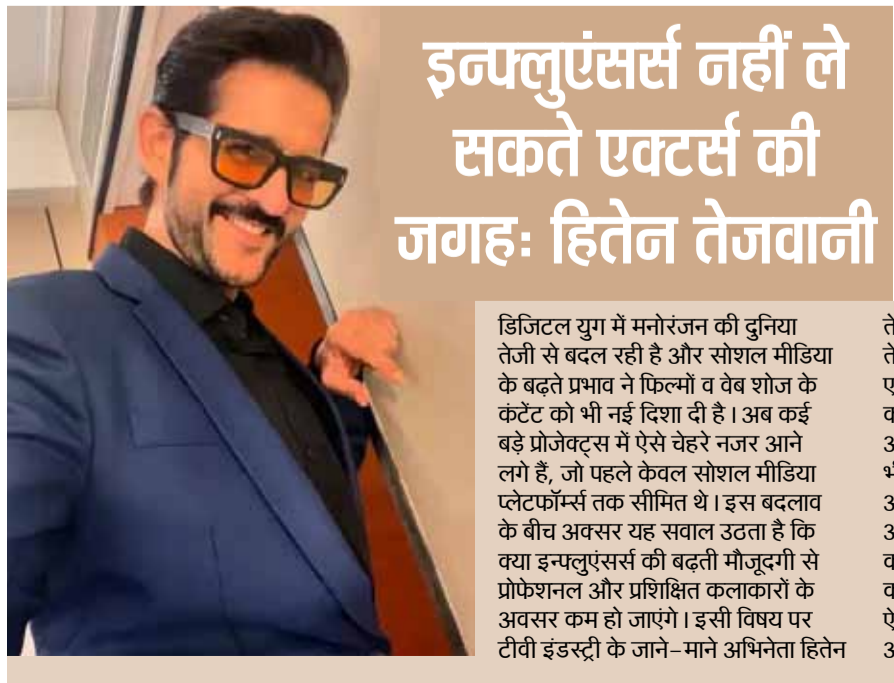 इन्फ्लुएंसर्स नहीं ले
सकते एक्टर्स की
जगहः हितेन तेजवानी
डिजिटल युग में मनोरंजन की दुनिया
तेजी से बदल रही है और सोशल मीडिया
के बढ़ते प्रभाव ने फिल्मों व वेब शोज के
कंटेंट को भी नई दिशा दी है। अब कई
बड़े प्रोजेक्ट्स में ऐसे चेहरे नजर आने
लगे हैं, जो पहले केवल सोशल मीडिया
प्लेटफॉर्म्स तक सीमित थे। इस बदलाव
के बीच अक्सर यह सवाल उठता है कि
क्या इन्फ्लुएंसर्स की बढ़ती मौजूदगी से
प्रोफेशनल और प्रशिक्षित कलाकारों के
अवसर कम हो जाएंगे। इसी विषय पर
टीवी इंडस्ट्री के जाने-माने अभिनेता हितेन